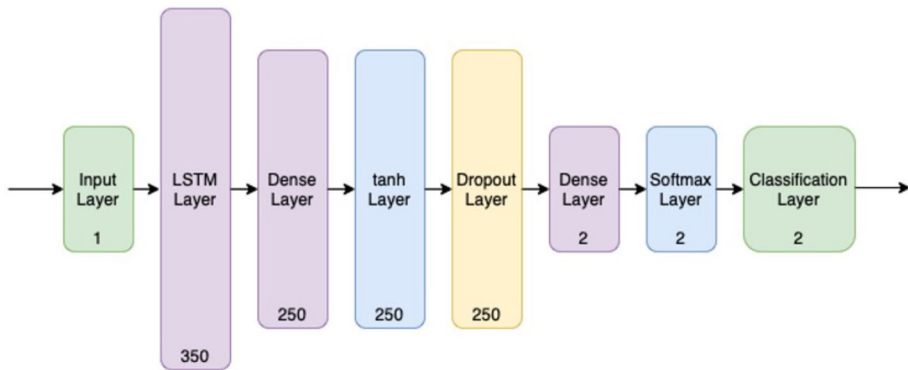 Input
Layer
1
LSTM
Layer
350
Dense
Layer
250
tanh
Layer
250
Dropout
Layer
250
Dense
Layer
2
Softmax
Layer
2
Classification
Layer
2